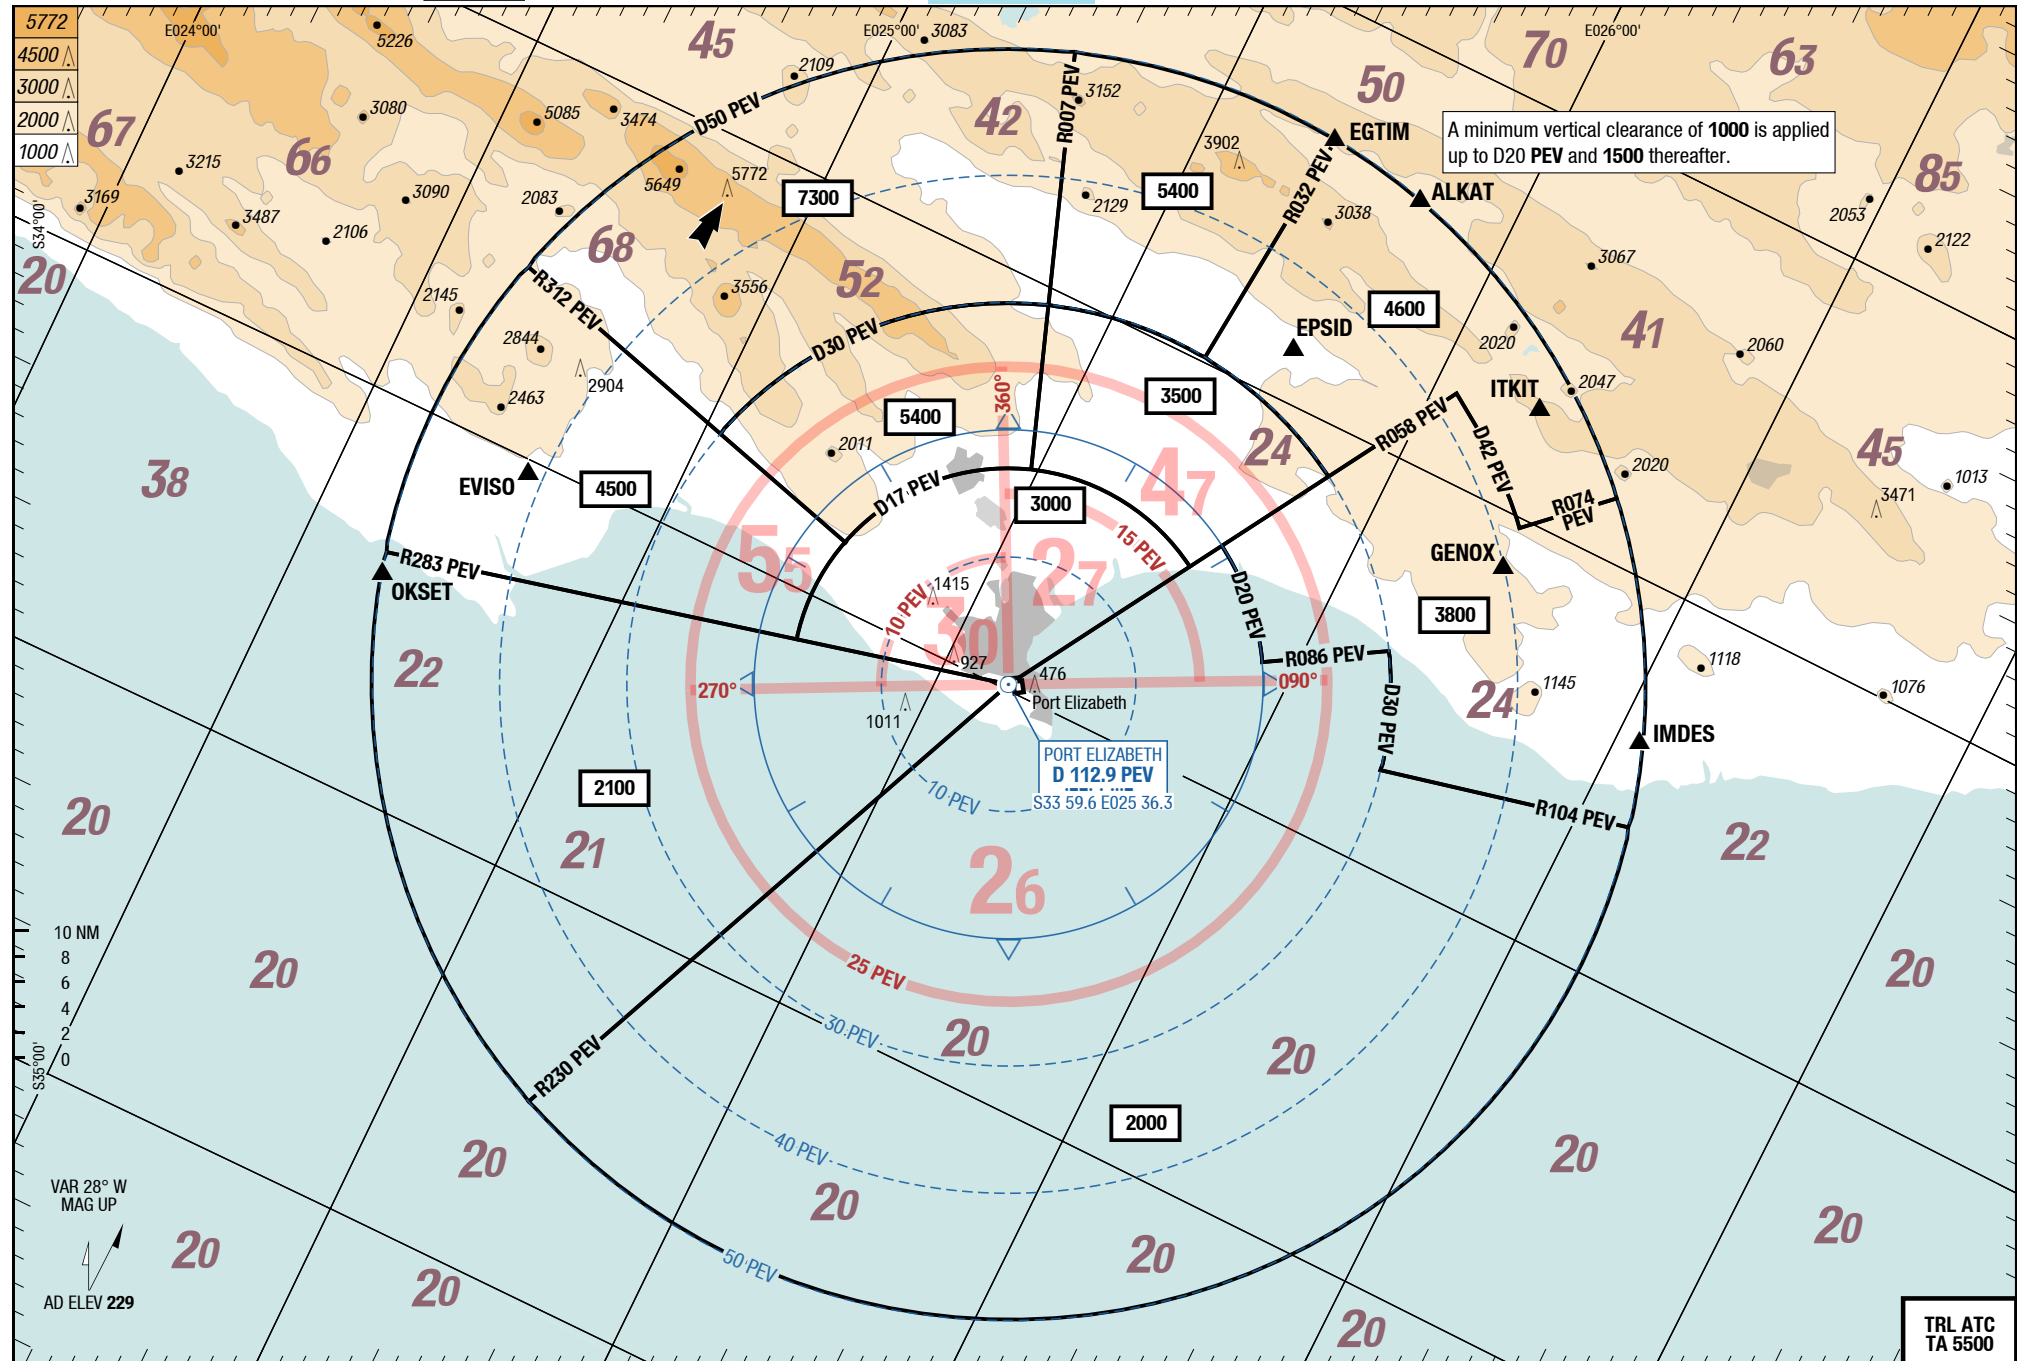 5772
4500
3000
2000
1000
E024°00'
E025°00'
E026°00'
S34°00'
S35°00'
5226
3083
2109
3152
3902
3080
5085
3474
3215
3169
3487
3090
2106
2083
5649
5772
2129
3038
3067
2053
2122
2145
3556
2844
2904
2463
2011
2020
2060
2047
2020
1013
3471
1415
927
476
1011
1118
1145
1076
45
42
50
70
63
67
66
68
52
85
20
38
41
24
45
22
24
20
21
22
20
20
20
20
20
20
20
20
20
20
20
20
A minimum vertical clearance of 1000 is applied
up to D20 PEV and 1500 thereafter.
EGTIM
ALKAT
EPSID
ITKIT
GENOX
IMDES
EVISO
OKSET
7300
5400
4600
3500
5400
4500
3000
3800
2100
2000
D50 PEV
R007 PEV
R032 PEV
R312 PEV
D30 PEV
R058 PEV
D42 PEV
R074
PEV
D17 PEV
R283 PEV
D20 PEV
R086 PEV
D30 PEV
R104 PEV
R230 PEV
360°
090°
270°
47
55
27
30
26
15 PEV
10 PEV
25 PEV
10 PEV
30 PEV
40 PEV
50 PEV
Port Elizabeth
PORT ELIZABETH
D 112.9 PEV
S33 59.6 E025 36.3
10 NM
8
6
4
2
0
VAR 28° W
MAG UP
AD ELEV 229
TRL ATC
TA 5500